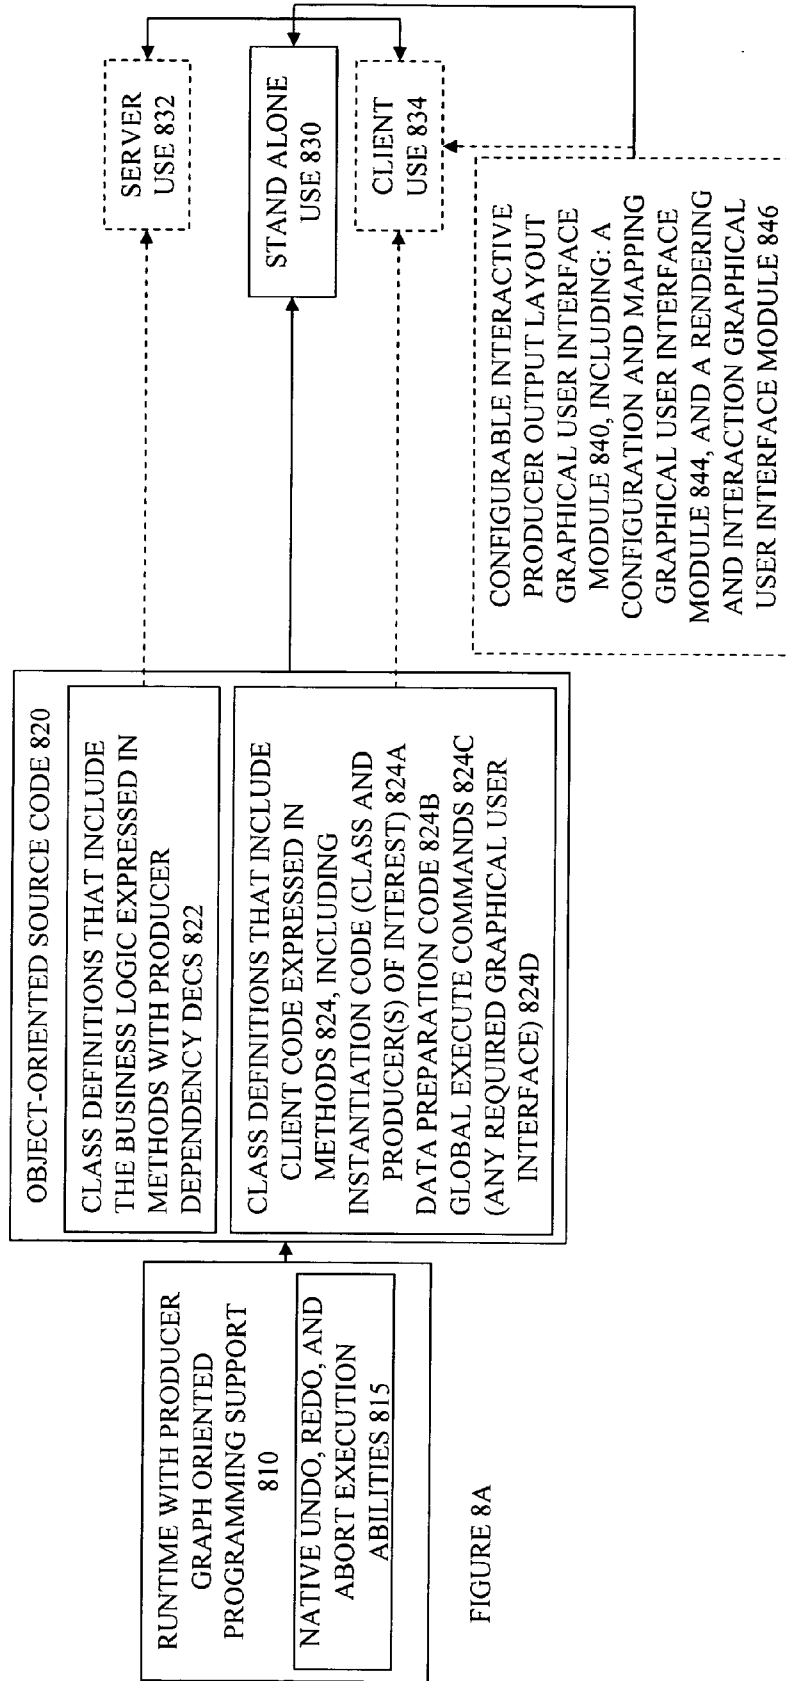 RUNTIME WITH PRODUCER
GRAPH ORIENTED
PROGRAMMING SUPPORT
810
NATIVE UNDO, REDO, AND
ABORT EXECUTION
ABILITIES 815
OBJECT-ORIENTED SOURCE CODE 820
CLASS DEFINITIONS THAT INCLUDE
THE BUSINESS LOGIC EXPRESSED IN
METHODS WITH PRODUCER
DEPENDENCY DECS 822
CLASS DEFINITIONS THAT INCLUDE
CLIENT CODE EXPRESSED IN
METHODS 824, INCLUDING
INSTANTIATION CODE (CLASS AND
PRODUCER(S) OF INTEREST) 824A
DATA PREPARATION CODE 824B
GLOBAL EXECUTE COMMANDS 824C
(ANY REQUIRED GRAPHICAL USER
INTERFACE) 824D
SERVER
USE 832
STAND ALONE
USE 830
CLIENT
USE 834
CONFIGURABLE INTERACTIVE
PRODUCER OUTPUT LAYOUT
GRAPHICAL USER INTERFACE
MODULE 840, INCLUDING: A
CONFIGURATION AND MAPPING
GRAPHICAL USER INTERFACE
MODULE 844, AND A RENDERING
AND INTERACTION GRAPHICAL
USER INTERFACE MODULE 846
FIGURE 8A